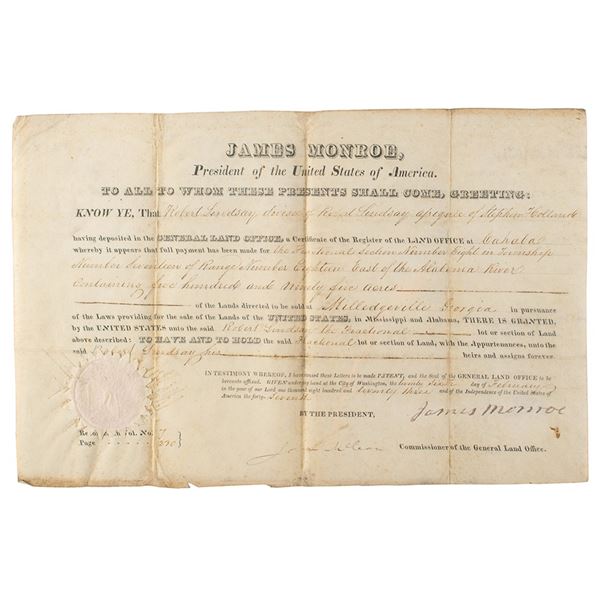 JAMES MONROE,
President of the United States of America.
TO ALL TO WHOM THESE PRESENTS SHALL COME, GREETING:
KNOW YE, That Robert Lindsay Lindsay of Stephen
having deposited in the GENERAL LAND OFFICE, a Certificate of the Register of the LAND OFFICE at Cahaba
whereby it appears that full payment has been made for the Fractional section Number Eight in Township
Number Seventeen of Range Number Eighteen East of the Alabama River
Containing five hundred and ninety five acres
of the Lands directed to be sold at Milledgeville Georgia in pursuance
of the Laws providing for the sale of the Lands of the UNITED STATES, in Mississippi and Alabama, THERE IS GRANTED,
by the UNITED STATES unto the said Robert Lindsay the Fractional lot or section of Land
above described: TO HAVE AND TO HOLD the said Fractional lot or section of Land, with the Appurtenances, unto the
said Robert Lindsay his heirs and assigns forever.
IN TESTIMONY WHEREOF, I have caused these Letters to be made PATENT, and the Seal of the GENERAL LAND OFFICE to be
hereunto affixed. GIVEN under my hand at the City of Washington, the twenty sixth day of February
in the year of our Lord one thousand eight hundred and twenty three and of the Independence of the United States of
America the forty-seventh
BY THE PRESIDENT,
James Monroe
Commissioner of the General Land Office.
Vol. No. 7
Page 390